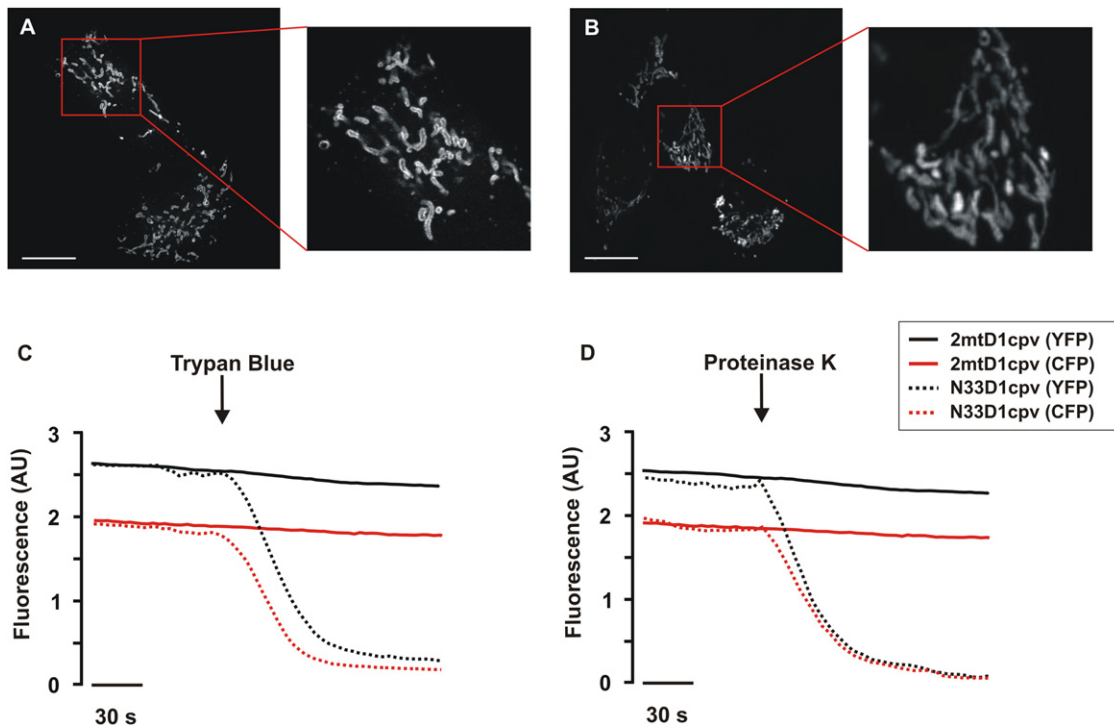 A
B
2mtD1cpv (YFP)
2mtD1cpv (CFP)
N33D1cpv (YFP)
N33D1cpv (CFP)
C
Trypan Blue
Fluorescence (AU)
3
2
1
0
30 s
D
Proteinase K
Fluorescence (AU)
3
2
1
0
30 s